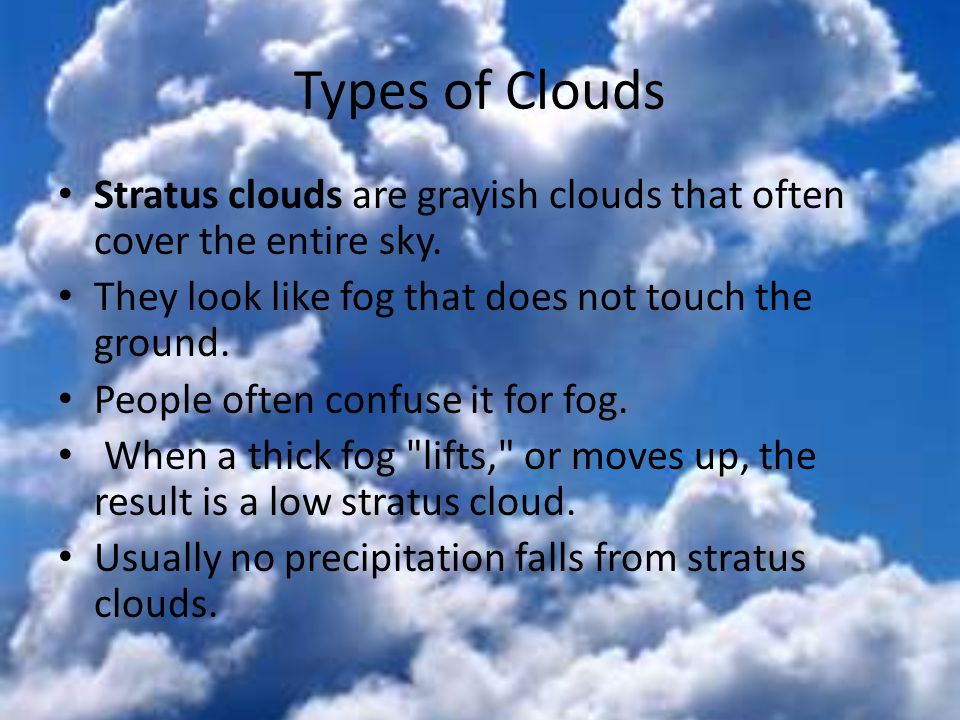 Types of Clouds
• Stratus clouds are grayish clouds that often
cover the entire sky.
• They look like fog that does not touch the
ground.
• People often confuse it for fog.
• When a thick fog "lifts," or moves up, the
result is a low stratus cloud.
• Usually no precipitation falls from stratus
clouds.